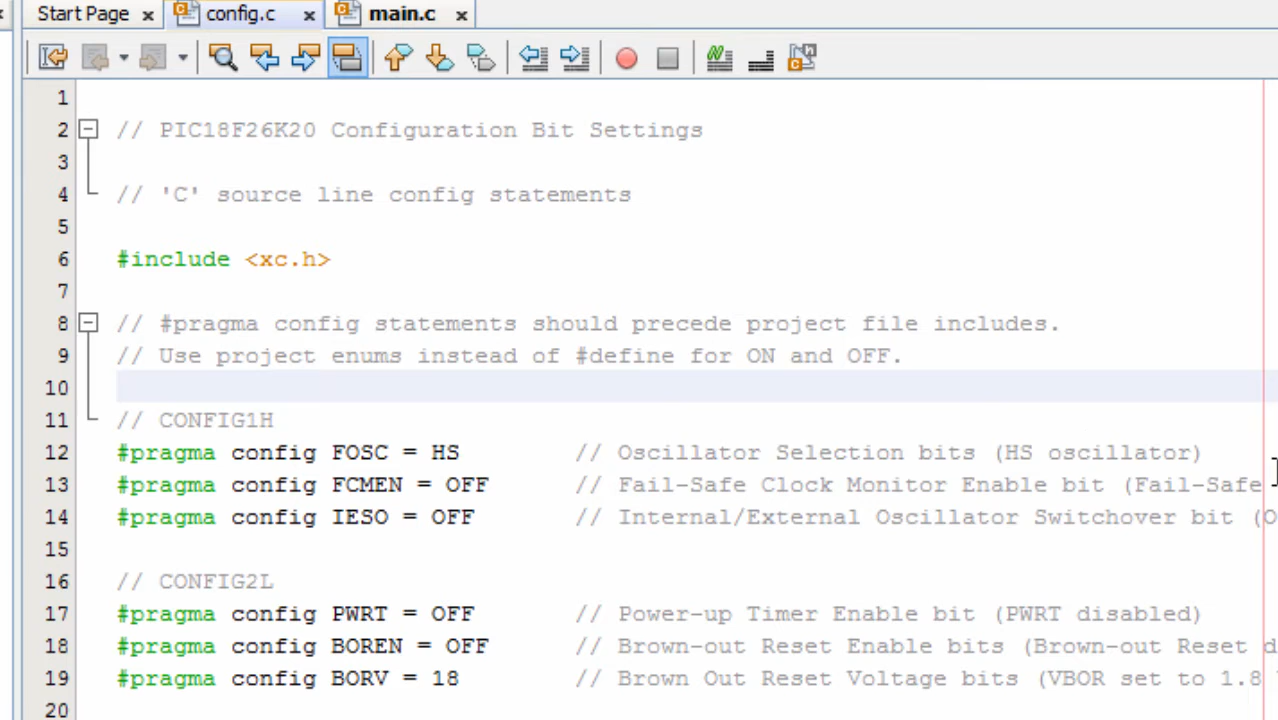 Start Page
config.c
main.c
1
2 // PIC18F26K20 Configuration Bit Settings
3
4 // 'C' source line config statements
5
6 #include <xc.h>
7
8 // #pragma config statements should precede project file includes.
9 // Use project enums instead of #define for ON and OFF.
10
11 // CONFIG1H
12 #pragma config FOSC = HS // Oscillator Selection bits (HS oscillator)
13 #pragma config FCMEN = OFF // Fail-Safe Clock Monitor Enable bit (Fail-Safe
14 #pragma config IESO = OFF // Internal/External Oscillator Switchover bit (O
15
16 // CONFIG2L
17 #pragma config PWRT = OFF // Power-up Timer Enable bit (PWRT disabled)
18 #pragma config BOREN = OFF // Brown-out Reset Enable bits (Brown-out Reset d
19 #pragma config BORV = 18 // Brown Out Reset Voltage bits (VBOR set to 1.8
20